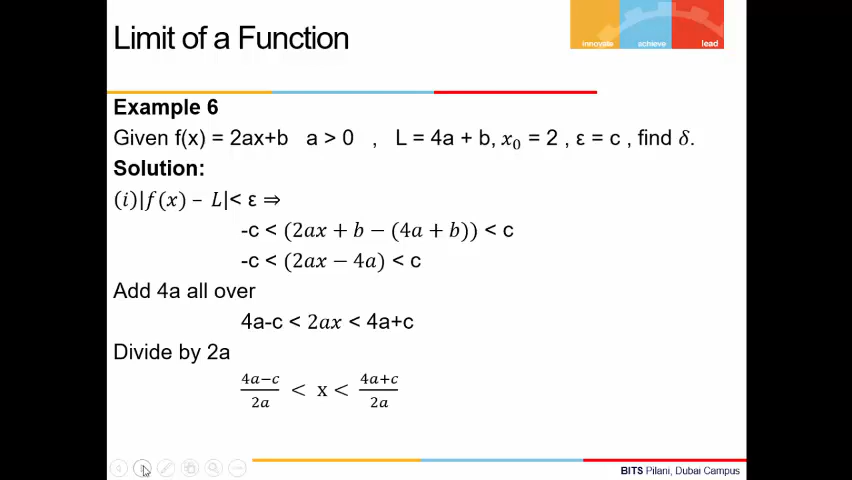 Limit of a Function
innovate achieve lead
Example 6
Given f(x) = 2ax+b a > 0 , L = 4a + b, x₀ = 2 , ε = c , find δ.
Solution:
(i)|f(x) – L|< ε ⇒
-c < (2ax + b − (4a + b)) < c
-c < (2ax − 4a) < c
Add 4a all over
4a-c < 2ax < 4a+c
Divide by 2a
(4a−c)/2a < x < (4a+c)/2a
BITS Pilani, Dubai Campus